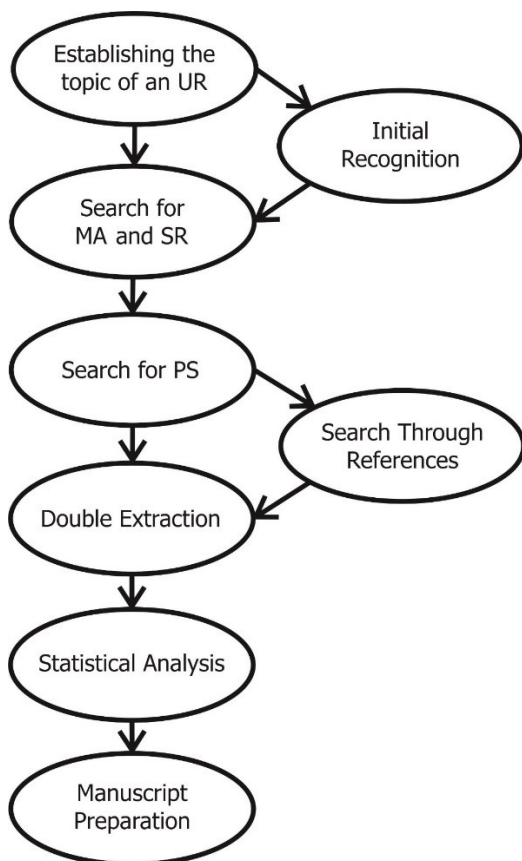 Establishing the
topic of an UR
Initial
Recognition
Search for
MA and SR
Search for PS
Search Through
References
Double Extraction
Statistical Analysis
Manuscript
Preparation